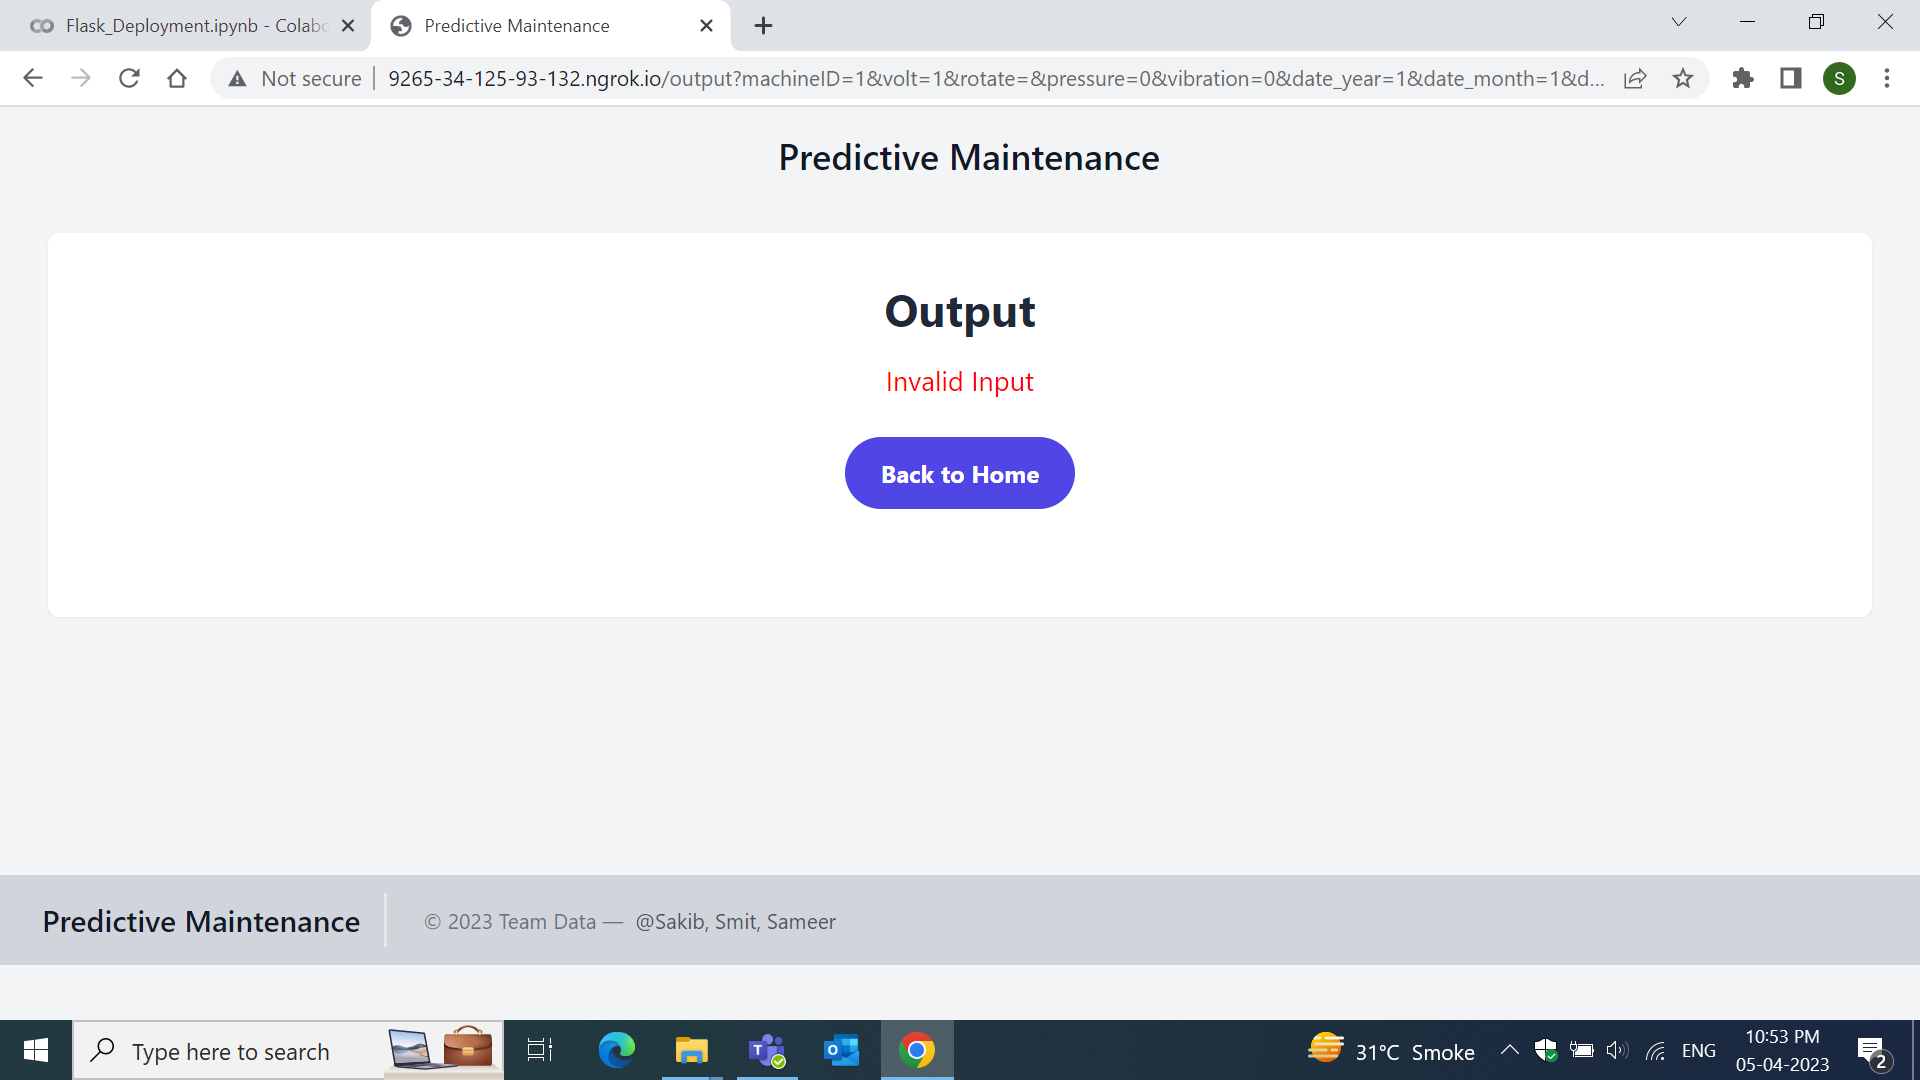 Flask_Deployment.ipynb - Colab
Predictive Maintenance
Not secure
9265-34-125-93-132.ngrok.io/output?machineID=1&volt=1&rotate=&pressure=0&vibration=0&date_year=1&date_month=1&d...
S
Predictive Maintenance
Output
Invalid Input
Back to Home
Predictive Maintenance
© 2023 Team Data — @Sakib, Smit, Sameer
Type here to search
31°C Smoke
ENG
10:53 PM
05-04-2023
2